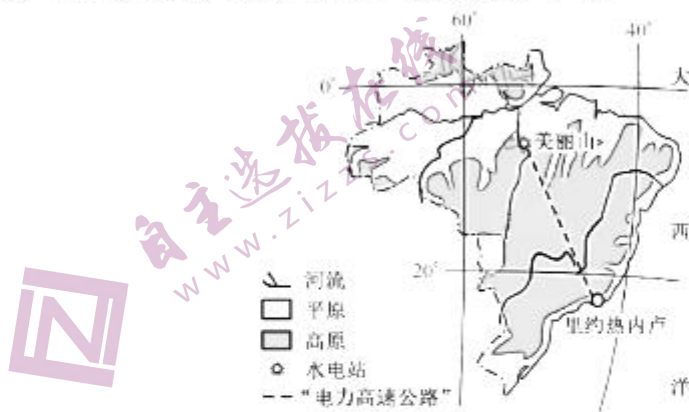 60°
40°
0°
大
美丽山
西
20°
里约热内卢
洋
河流
平原
高原
水电站
"电力高速公路"
自主选拔在线
www.zizzs.com